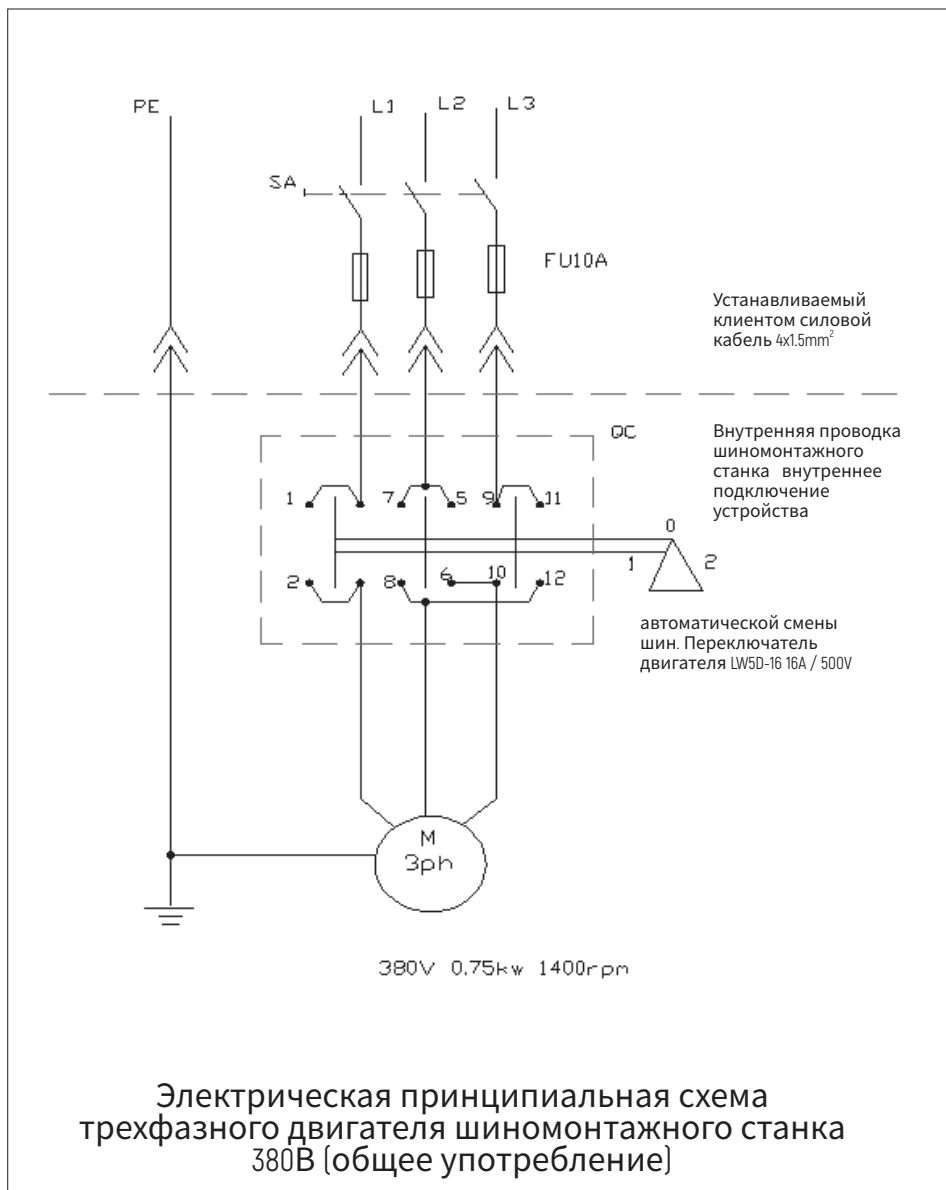 PE
L1
L2
L3
SA
FU10A
Устанавливаемый
клиентом силовой
кабель 4x1.5mm²
QC
Внутренняя проводка
шиномонтажного
станка внутреннее
подключение
устройства
1
7
5
9
11
0
1
2
2
8
6
10
12
автоматической смены
шин. Переключатель
двигателя LW5D-16 16A / 500V
M
3ph
380V 0.75kw 1400rpm
Электрическая принципиальная схема
трехфазного двигателя шиномонтажного станка
380В (общее употребление)